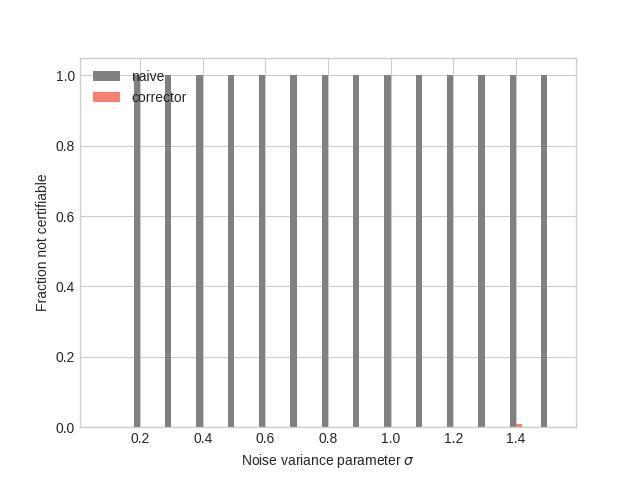 naive
corrector
1.0
0.8
0.6
0.4
0.2
0.0
Fraction not certifiable
0.2 0.4 0.6 0.8 1.0 1.2 1.4
Noise variance parameter σ